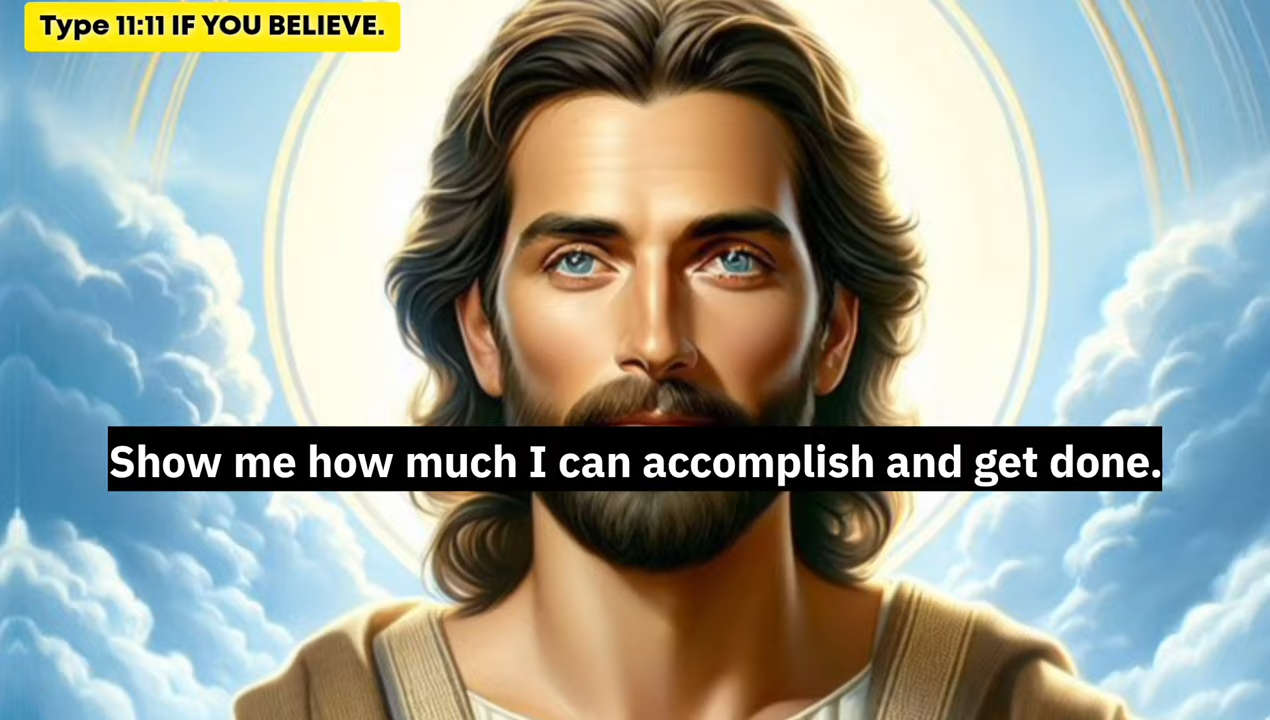 Type 11:11 IF YOU BELIEVE.
Show me how much I can accomplish and get done.